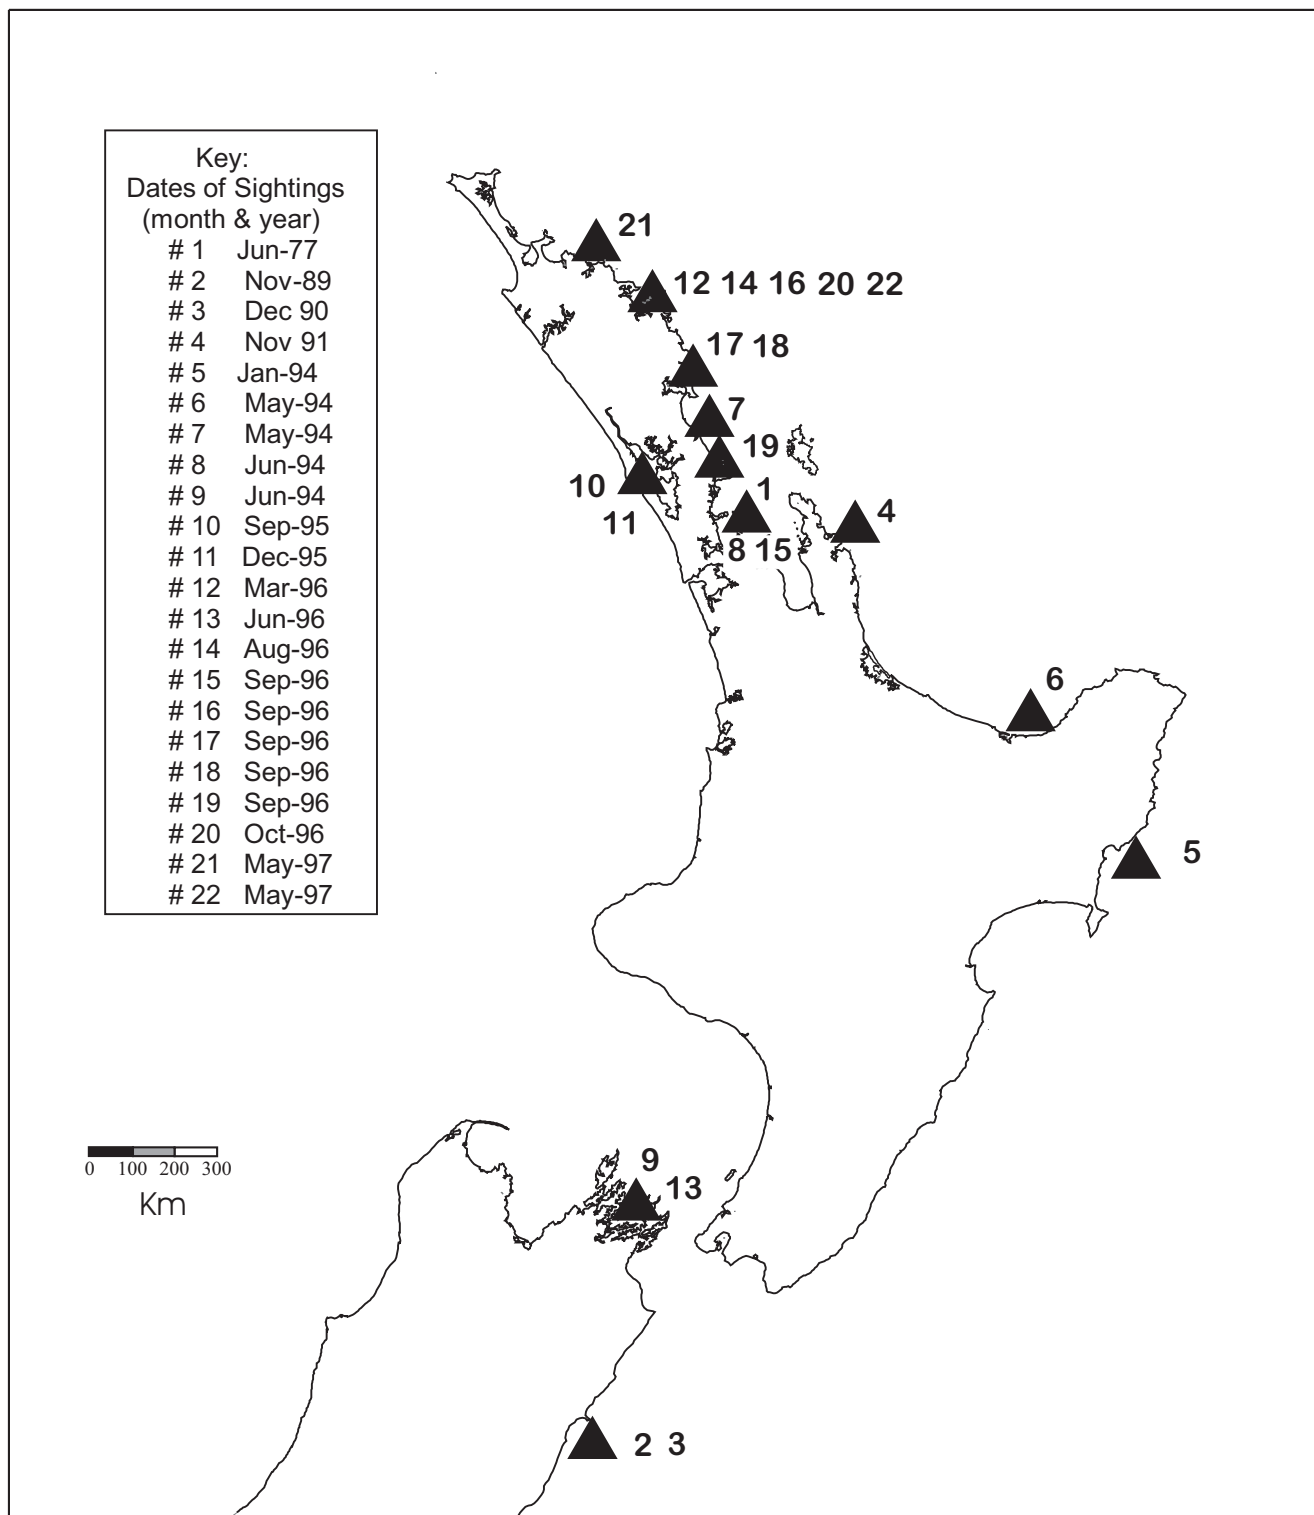 Key:
Dates of Sightings
(month & year)
# 1 Jun-77
# 2 Nov-89
# 3 Dec 90
# 4 Nov 91
# 5 Jan-94
# 6 May-94
# 7 May-94
# 8 Jun-94
# 9 Jun-94
# 10 Sep-95
# 11 Dec-95
# 12 Mar-96
# 13 Jun-96
# 14 Aug-96
# 15 Sep-96
# 16 Sep-96
# 17 Sep-96
# 18 Sep-96
# 19 Sep-96
# 20 Oct-96
# 21 May-97
# 22 May-97
21
12 14 16 20 22
17 18
7
19
10
11
1
8 15
4
6
5
9
13
2 3
0 100 200 300
Km